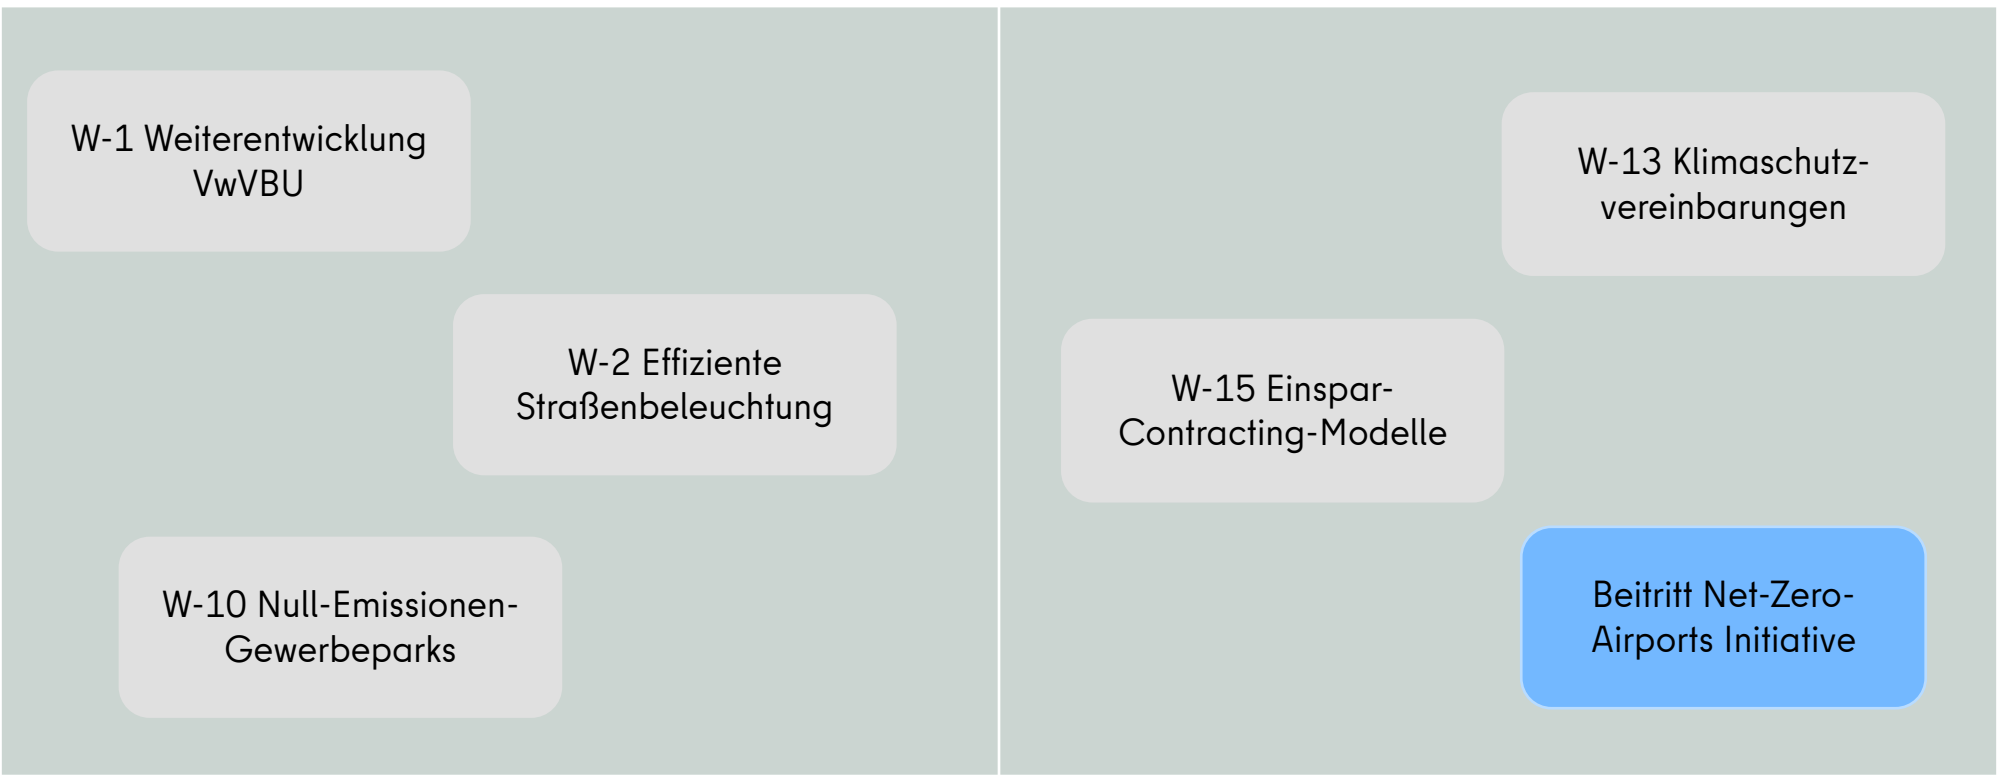 W-1 Weiterentwicklung
VwVBU
W-2 Effiziente
Straßenbeleuchtung
W-10 Null-Emissionen-
Gewerbeparks
W-13 Klimaschutz-
vereinbarungen
W-15 Einspar-
Contracting-Modelle
Beitritt Net-Zero-
Airports Initiative